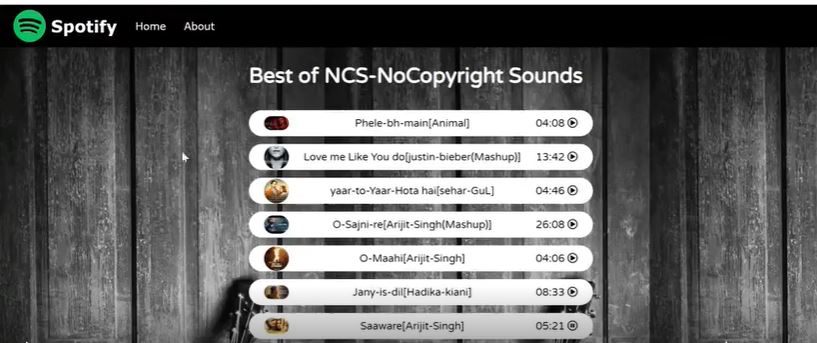 Spotify Home About
Best of NCS-NoCopyright Sounds
Phele-bh-main[Animal] 04:08
Love me Like You do[justin-bieber(Mashup)] 13:42
yaar-to-Yaar-Hota hai[sehar-GuL] 04:46
O-Sajni-re[Arijit-Singh(Mashup)] 26:08
O-Maahi[Arijit-Singh] 04:06
Jany-is-dil[Hadika-kiani] 08:33
Saaware[Arijit-Singh] 05:21